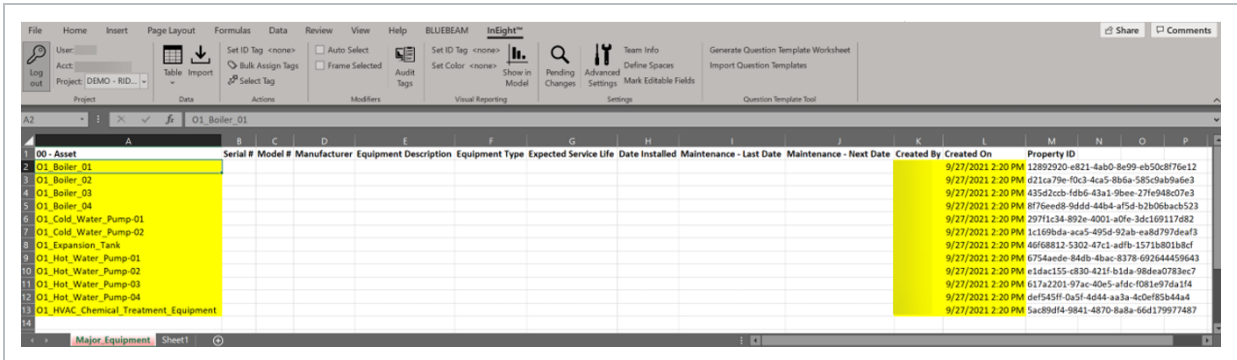 File Home Insert Page Layout Formulas Data Review View Help BLUEBEAM InEight™ Share Comments
User: Set ID Tag <none> Auto Select Set ID Tag <none> Team Info Generate Question Template Worksheet
Acct: Bulk Assign Tags Frame Selected Set Color <none> Define Spaces Import Question Templates
Project: DEMO - RID... Select Tag Mark Editable Fields
Log out Table Import Audit Tags Show in Model Pending Changes Advanced Settings
Project Data Actions Modifiers Visual Reporting Settings Question Template Tool
A2 fx O1_Boiler_01
A B C D E F G H I J K L M N O P
1 00 - Asset Serial # Model # Manufacturer Equipment Description Equipment Type Expected Service Life Date Installed Maintenance - Last Date Maintenance - Next Date Created By Created On Property ID
2 O1_Boiler_01 9/27/2021 2:20 PM 12892920-e821-4ab0-8e99-eb50c8f76e12
3 O1_Boiler_02 9/27/2021 2:20 PM d21ca79e-f0c3-4ca5-8b6a-585c9ab9a6e3
4 O1_Boiler_03 9/27/2021 2:20 PM 435d2ccb-fdb6-43a1-9bee-27fe948c07e3
5 O1_Boiler_04 9/27/2021 2:20 PM 8f76eed8-9ddd-44b4-af5d-b2b06bacb523
6 O1_Cold_Water_Pump-01 9/27/2021 2:20 PM 297f1c34-892e-4001-a0fe-3dc169117d82
7 O1_Cold_Water_Pump-02 9/27/2021 2:20 PM 1c169bda-aca5-495d-92ab-ea8d797deaf3
8 O1_Expansion_Tank 9/27/2021 2:20 PM 46f68812-5302-47c1-adfb-1571b801b8cf
9 O1_Hot_Water_Pump-01 9/27/2021 2:20 PM 6754aede-84db-4bac-8378-692644459643
10 O1_Hot_Water_Pump-02 9/27/2021 2:20 PM e1dac155-c830-421f-b1da-98dea0783ec7
11 O1_Hot_Water_Pump-03 9/27/2021 2:20 PM 617a2201-97ac-40e5-afdc-f081e97da1f4
12 O1_Hot_Water_Pump-04 9/27/2021 2:20 PM def545ff-0a5f-4d44-aa3a-4c0ef85b44a4
13 O1_HVAC_Chemical_Treatment_Equipment 9/27/2021 2:20 PM 5ac89df4-9841-4870-8a8a-66d179977487
14
Major_Equipment Sheet1